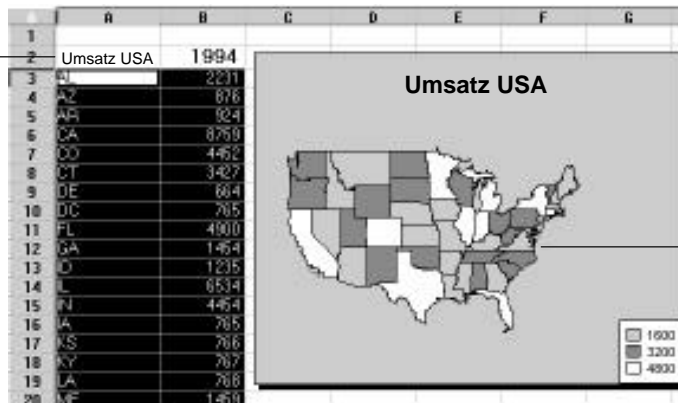 A B C D E F G
1
2 Umsatz USA 1994
3 AL 2231
4 AZ 876
5 AR 924
6 CA 8759
7 CO 4452
8 CT 3427
9 DE 664
10 DC 765
11 FL 4900
12 GA 1454
13 ID 1235
14 IL 6534
15 IN 4454
16 IA 765
17 KS 766
18 KY 767
19 LA 768
20 ME 1459
Umsatz USA
1600
3200
4800